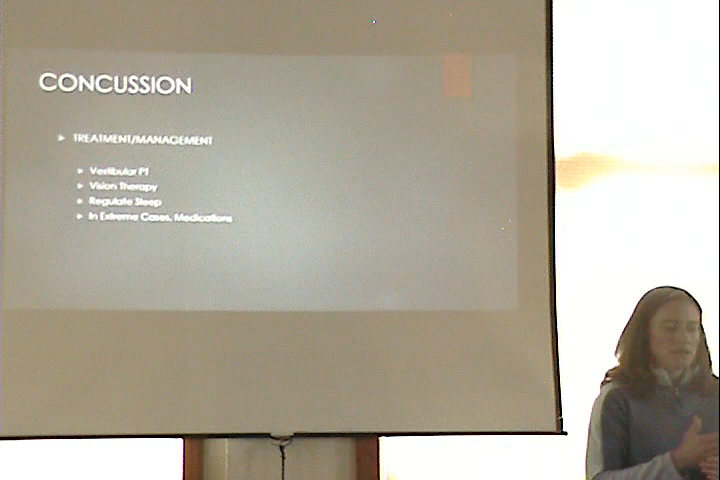 CONCUSSION
TREATMENT/MANAGEMENT
Vestibular PT
Vision Therapy
Regulate Sleep
In Extreme Cases, Medications